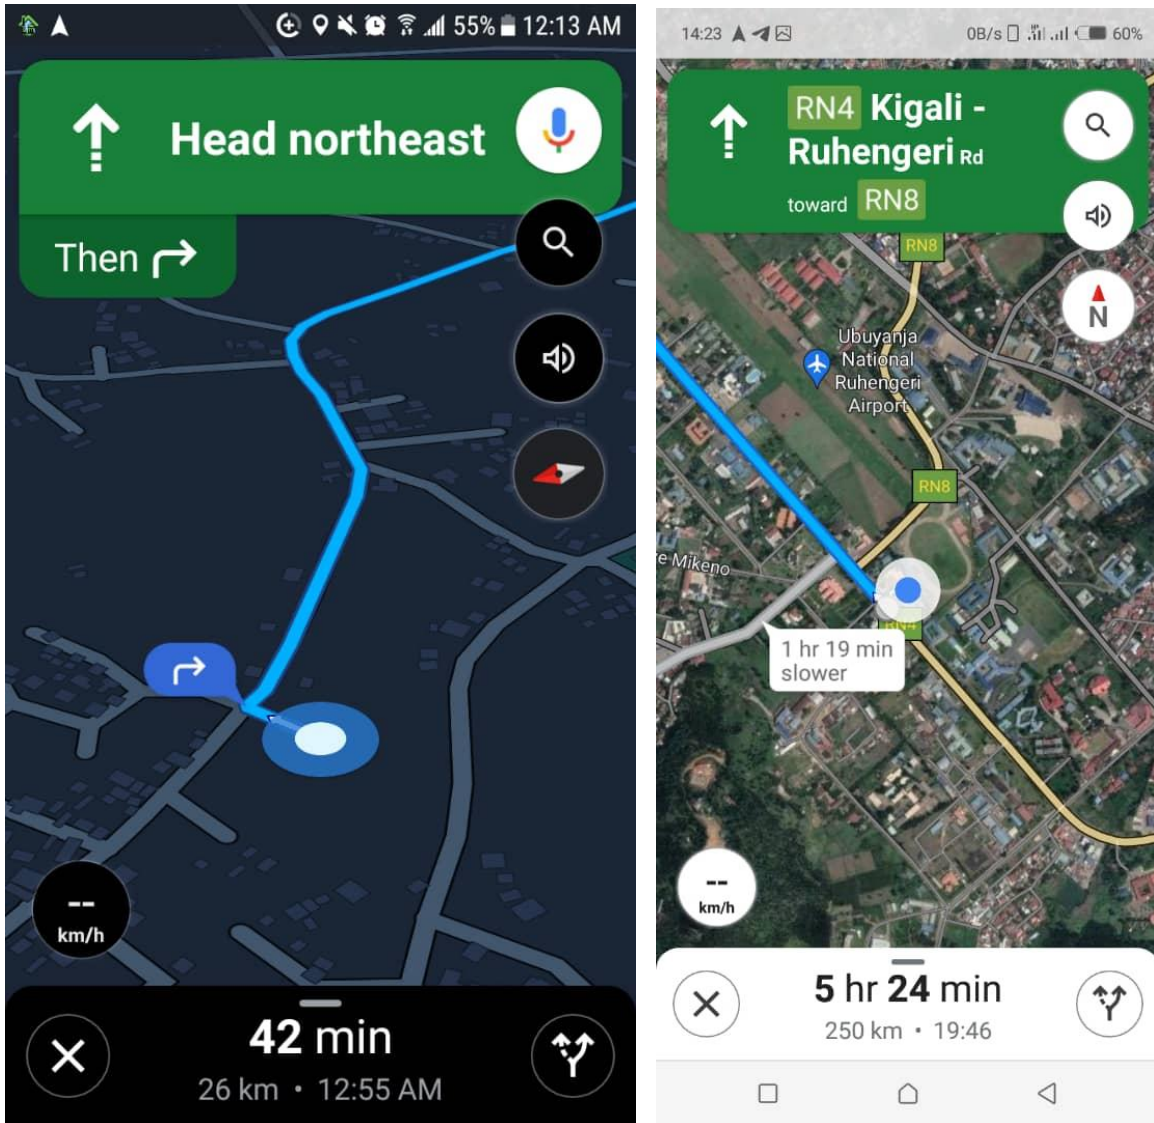 55% 12:13 AM
Head northeast
Then
--
km/h
42 min
26 km • 12:55 AM
14:23
0B/s 60%
RN4 Kigali -
Ruhengeri Rd
toward RN8
N
RN8
Ubuyanja
National
Ruhengeri
Airport
RN8
re Mikeno
RN4
1 hr 19 min
slower
--
km/h
5 hr 24 min
250 km • 19:46